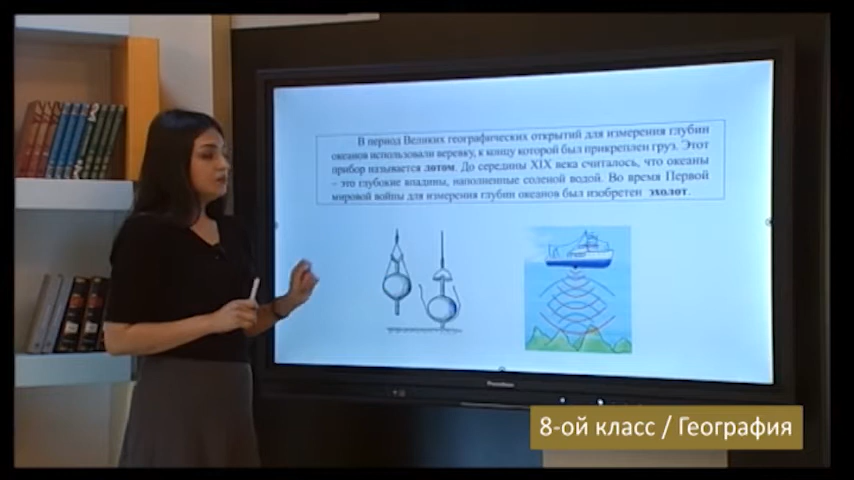 В период Великих географических открытий для измерения глубин
океанов использовали веревку, к концу которой был прикреплен груз. Этот
прибор называется лотом. До середины XIX века считалось, что океаны
– это глубокие впадины, наполненные соленой водой. Во время Первой
мировой войны для измерения глубин океанов был изобретен эхолот.
8-ой класс / География